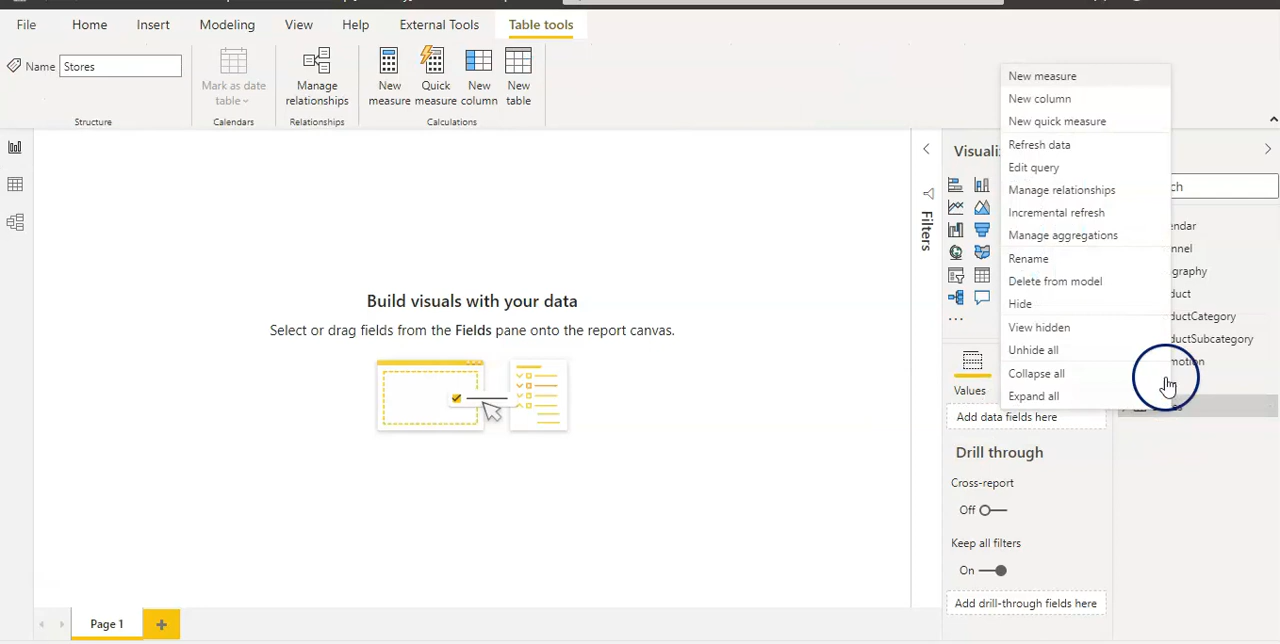 File Home Insert Modeling View Help External Tools Table tools
Name Stores
Mark as date table
Manage relationships
New measure
Quick measure
New column
New table
Structure Calendars Relationships Calculations
Filters
Build visuals with your data
Select or drag fields from the Fields pane onto the report canvas.
New measure
New column
New quick measure
Refresh data
Edit query
Manage relationships
Incremental refresh
Manage aggregations
Rename
Delete from model
Hide
View hidden
Unhide all
Collapse all
Expand all
Values
Add data fields here
Drill through
Cross-report
Off
Keep all filters
On
Add drill-through fields here
Page 1